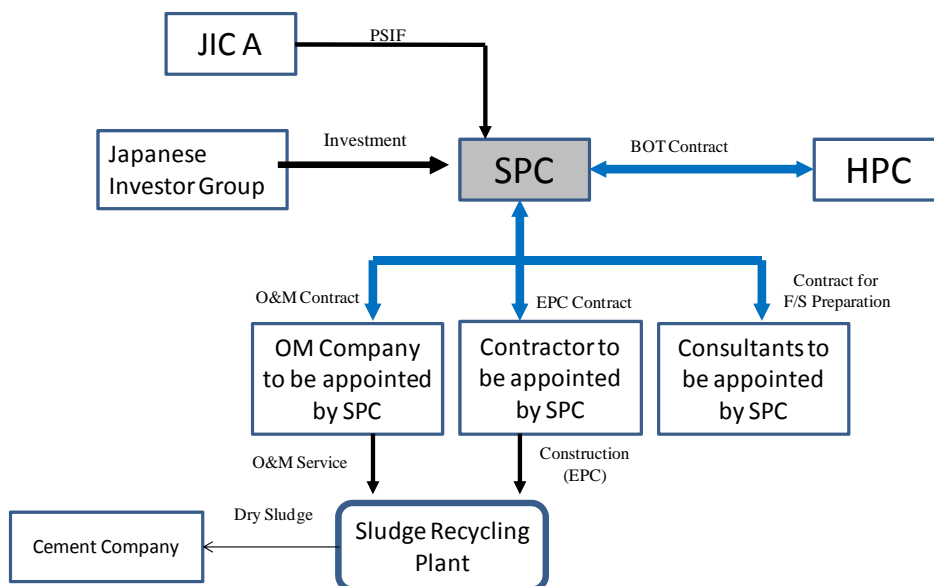 JIC A
PSIF
Japanese
Investor Group
Investment
SPC
BOT Contract
HPC
O&M Contract
EPC Contract
Contract for
F/S Preparation
OM Company
to be appointed
by SPC
Contractor to
be appointed
by SPC
Consultants to
be appointed
by SPC
O&M Service
Construction
(EPC)
Dry Sludge
Cement Company
Sludge Recycling
Plant